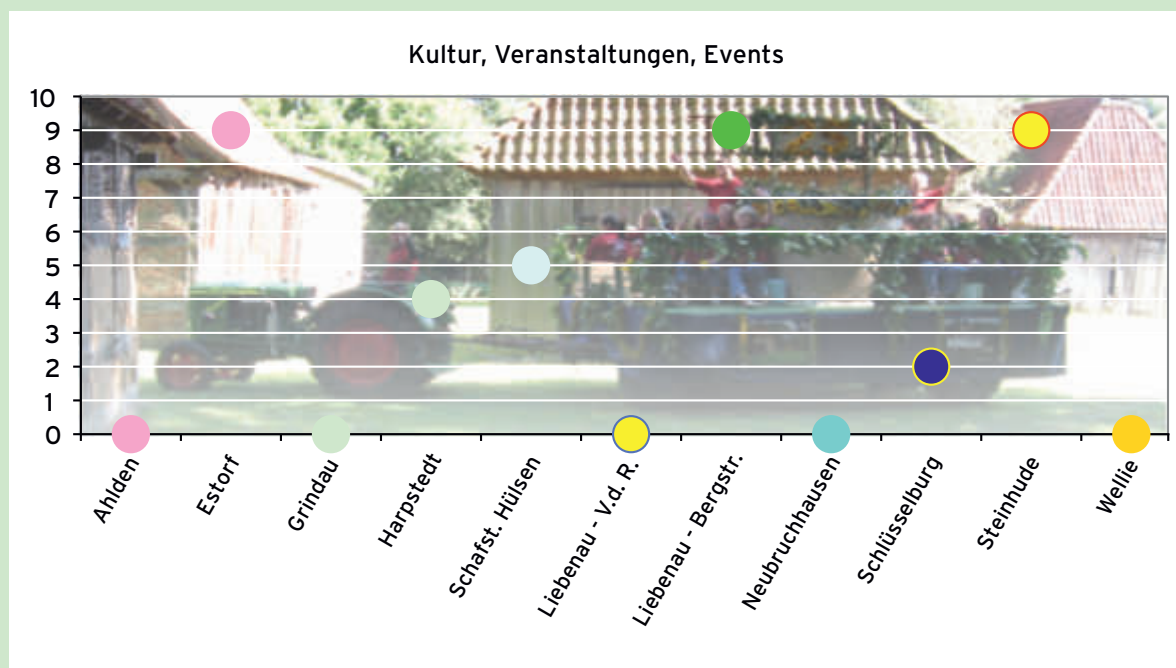 Kultur, Veranstaltungen, Events
10
9
8
7
6
5
4
3
2
1
0
Ahlden
Estorf
Grindau
Harpstedt
Schafst. Hülsen
Liebenau - V.d. R.
Liebenau - Bergstr.
Neubruchhausen
Schlüsselburg
Steinhude
Wellie